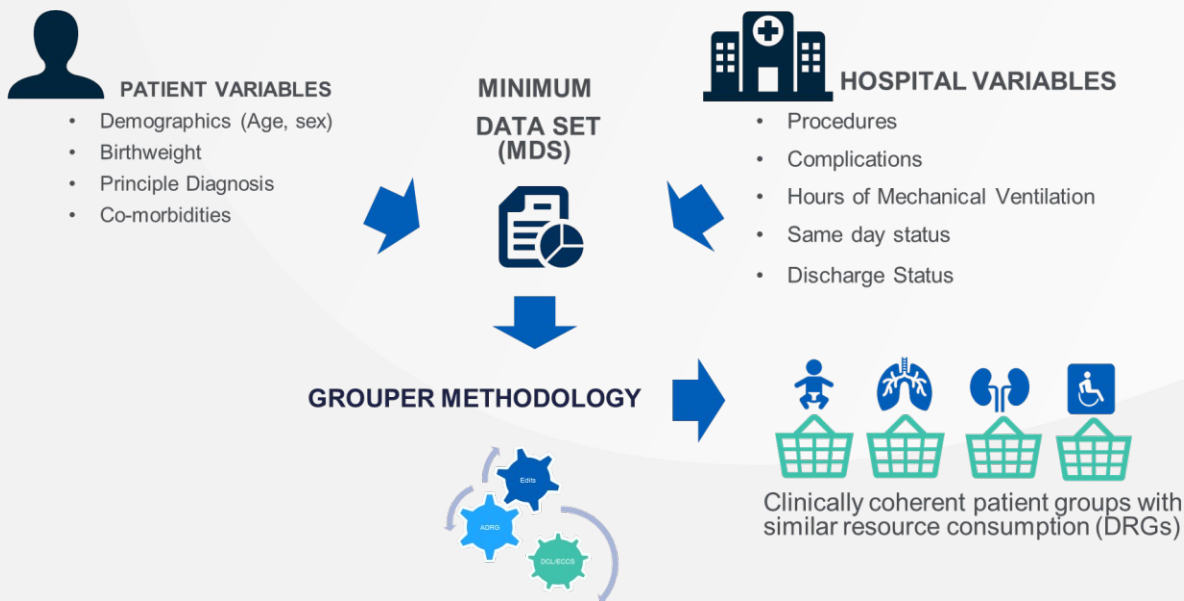 PATIENT VARIABLES
• Demographics (Age, sex)
• Birthweight
• Principle Diagnosis
• Co-morbidities
MINIMUM
DATA SET
(MDS)
HOSPITAL VARIABLES
• Procedures
• Complications
• Hours of Mechanical Ventilation
• Same day status
• Discharge Status
GROUPER METHODOLOGY
Edits
ADRG
DCL/ECCS
Clinically coherent patient groups with
similar resource consumption (DRGs)